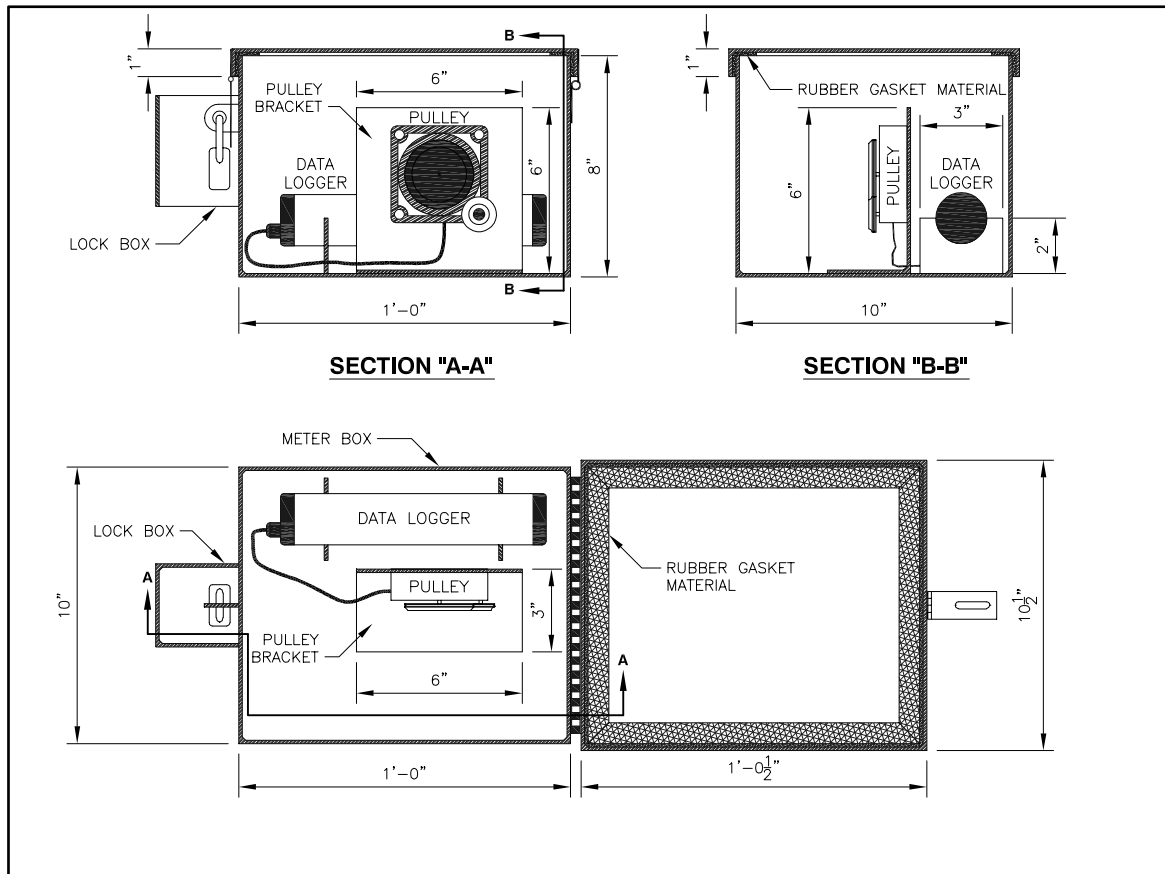 B
1"
6"
PULLEY
BRACKET
PULLEY
DATA
LOGGER
6"
8"
LOCK BOX
B
1'-0"
SECTION "A-A"
1"
RUBBER GASKET MATERIAL
3"
DATA
LOGGER
PULLEY
6"
2"
10"
SECTION "B-B"
METER BOX
DATA LOGGER
LOCK BOX
A
PULLEY
10"
3"
PULLEY
BRACKET
6"
A
1'-0"
RUBBER GASKET
MATERIAL
10½"
1'-0½"